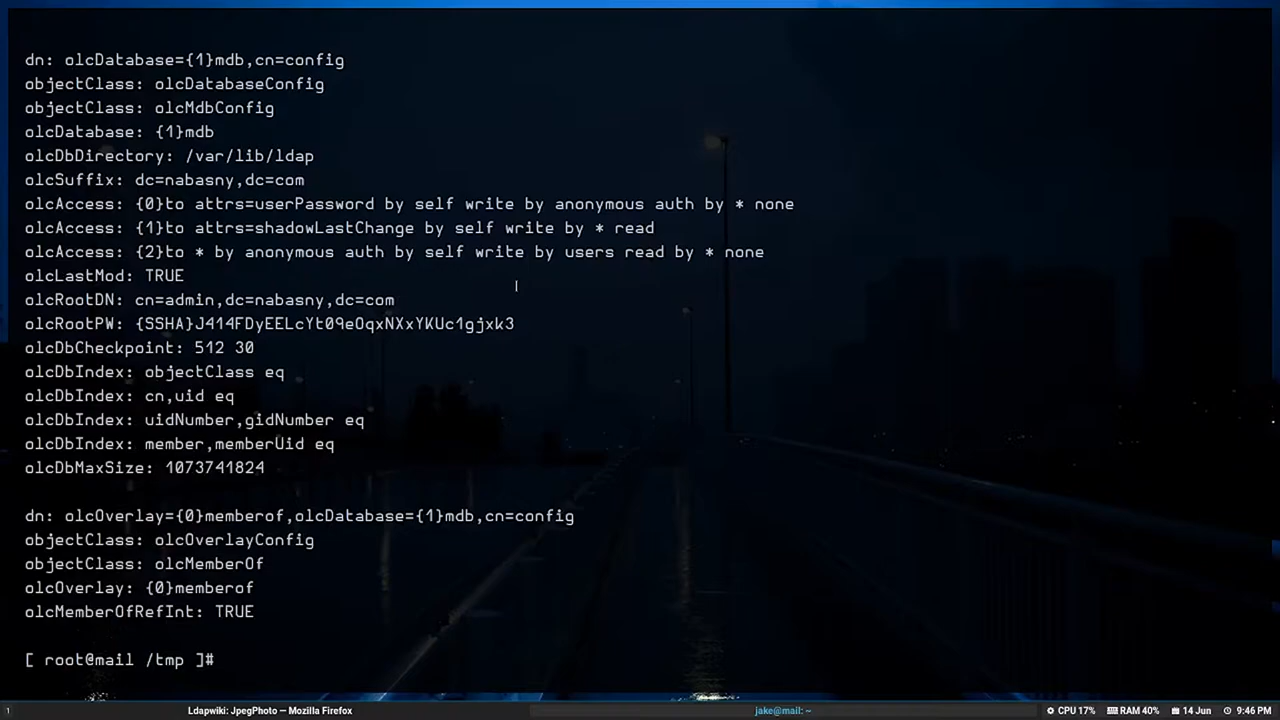 dn: olcDatabase={1}mdb,cn=config
objectClass: olcDatabaseConfig
objectClass: olcMdbConfig
olcDatabase: {1}mdb
olcDbDirectory: /var/lib/ldap
olcSuffix: dc=nabasny,dc=com
olcAccess: {0}to attrs=userPassword by self write by anonymous auth by * none
olcAccess: {1}to attrs=shadowLastChange by self write by * read
olcAccess: {2}to * by anonymous auth by self write by users read by * none
olcLastMod: TRUE
olcRootDN: cn=admin,dc=nabasny,dc=com
olcRootPW: {SSHA}J414FDyEELcYt09eOqxNXxYKUc1gjxk3
olcDbCheckpoint: 512 30
olcDbIndex: objectClass eq
olcDbIndex: cn,uid eq
olcDbIndex: uidNumber,gidNumber eq
olcDbIndex: member,memberUid eq
olcDbMaxSize: 1073741824
dn: olcOverlay={0}memberof,olcDatabase={1}mdb,cn=config
objectClass: olcOverlayConfig
objectClass: olcMemberOf
olcOverlay: {0}memberof
olcMemberOfRefInt: TRUE
[ root@mail /tmp ]#
1 Ldapwiki: JpegPhoto — Mozilla Firefox jake@mail: ~ CPU 17% RAM 40% 14 Jun 9:46 PM